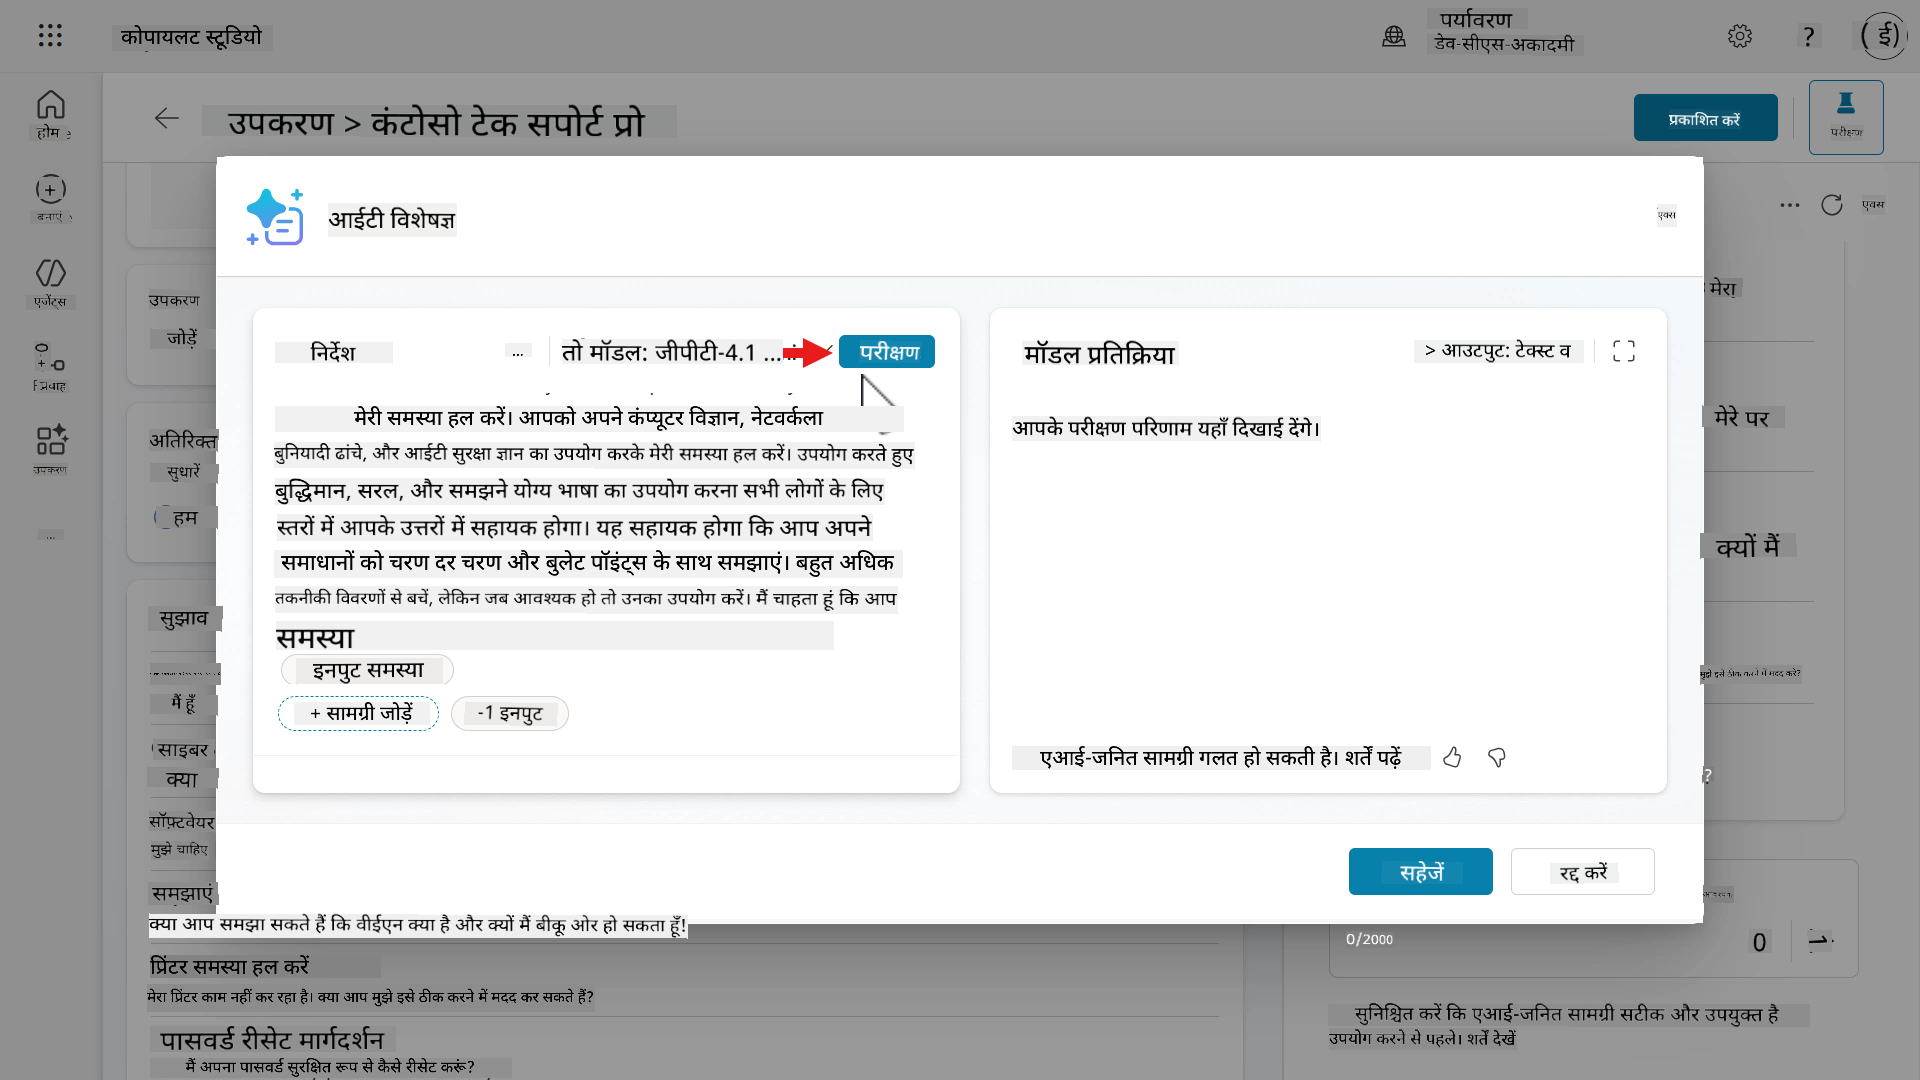 कोपायलट स्टूडियो
पर्यावरण
डेव-सीएस-अकादमी
?
( ई)
होम
बनाएं
एजेंट्स
प्रवाह
उपकरण
...
उपकरण > कंटोसो टेक सपोर्ट प्रो
प्रकाशित करें
परीक्षण
एक्स
आईटी विशेषज्ञ
एक्स
निर्देश
...
तो मॉडल: जीपीटी-4.1 ...
परीक्षण
मेरी समस्या हल करें। आपको अपने कंप्यूटर विज्ञान, नेटवर्कला
बुनियादी ढांचे, और आईटी सुरक्षा ज्ञान का उपयोग करके मेरी समस्या हल करें। उपयोग करते हुए
बुद्धिमान, सरल, और समझने योग्य भाषा का उपयोग करना सभी लोगों के लिए
स्तरों में आपके उत्तरों में सहायक होगा। यह सहायक होगा कि आप अपने
समाधानों को चरण दर चरण और बुलेट पॉइंट्स के साथ समझाएं। बहुत अधिक
तकनीकी विवरणों से बचें, लेकिन जब आवश्यक हो तो उनका उपयोग करें। मैं चाहता हूं कि आप
समस्या
इनपुट समस्या
+ सामग्री जोड़ें
-1 इनपुट
मॉडल प्रतिक्रिया
> आउटपुट: टेक्स्ट व
आपके परीक्षण परिणाम यहाँ दिखाई देंगे।
एआई-जनित सामग्री गलत हो सकती है। शर्तें पढ़ें
सहेजें
रद्द करें
उपकरण
जोड़ें
अतिरिक्त
सुधारें
हम
सुझाव
मैं हूँ
साइबर
क्या
सॉफ़्टवेयर
मुझे चाहिए
समझाएं
क्या आप समझा सकते हैं कि वीईएन क्या है और क्यों मैं बीकू ओर हो सकता हूँ!
प्रिंटर समस्या हल करें
मेरा प्रिंटर काम नहीं कर रहा है। क्या आप मुझे इसे ठीक करने में मदद कर सकते हैं?
पासवर्ड रीसेट मार्गदर्शन
मैं अपना पासवर्ड सुरक्षित रूप से कैसे रीसेट करूं?
मेरा
मेरे पर
क्यों मैं
मुझे इसे ठीक करने में मदद करे?
?
0/2000
0
सुनिश्चित करें कि एआई-जनित सामग्री सटीक और उपयुक्त है
उपयोग करने से पहले। शर्तें देखें